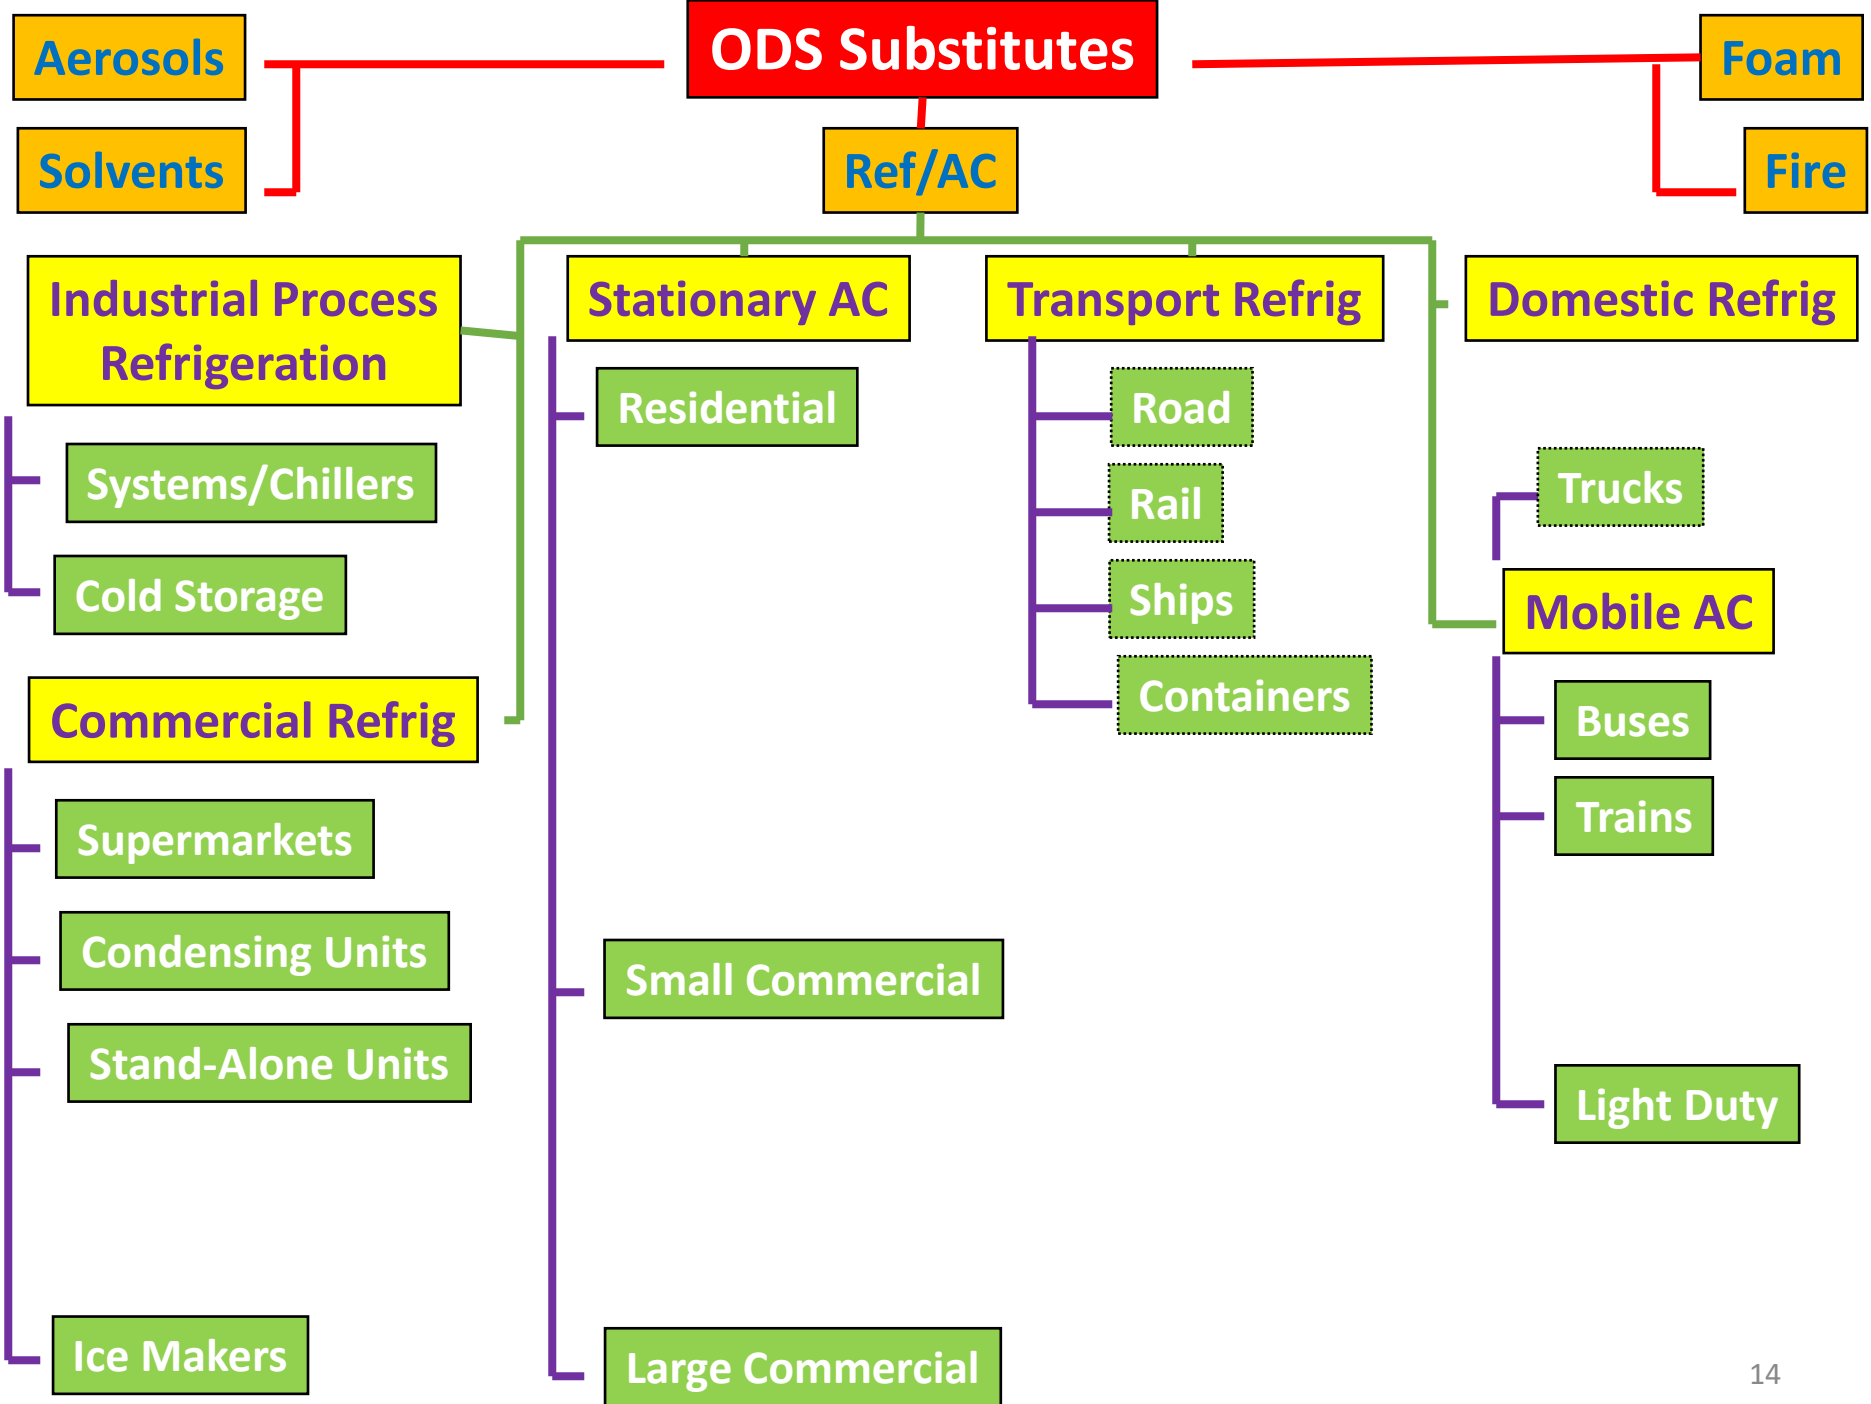 ODS Substitutes
Aerosols
Foam
Solvents
Ref/AC
Fire
Industrial Process
Refrigeration
Systems/Chillers
Cold Storage
Commercial Refrig
Supermarkets
Condensing Units
Stand-Alone Units
Ice Makers
Stationary AC
Residential
Small Commercial
Large Commercial
Transport Refrig
Road
Rail
Ships
Containers
Domestic Refrig
Trucks
Mobile AC
Buses
Trains
Light Duty
14